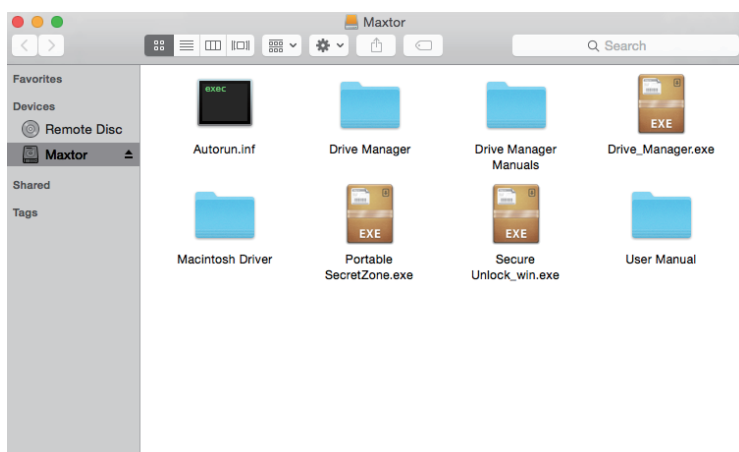 Maxtor
Search
Favorites
Devices
Remote Disc
Maxtor
Shared
Tags
exec
Autorun.inf
Drive Manager
Drive Manager
Manuals
EXE
Drive_Manager.exe
Macintosh Driver
EXE
Portable
SecretZone.exe
EXE
Secure
Unlock_win.exe
User Manual